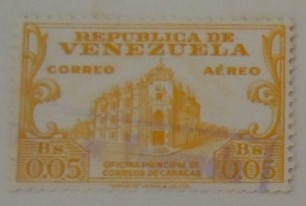 REPUBLICA DE
VENEZUELA
CORREO AÉREO
Bs. Bs.
0.05 0.05
OFICINA PRINCIPAL DE
CORREOS DE CARACAS